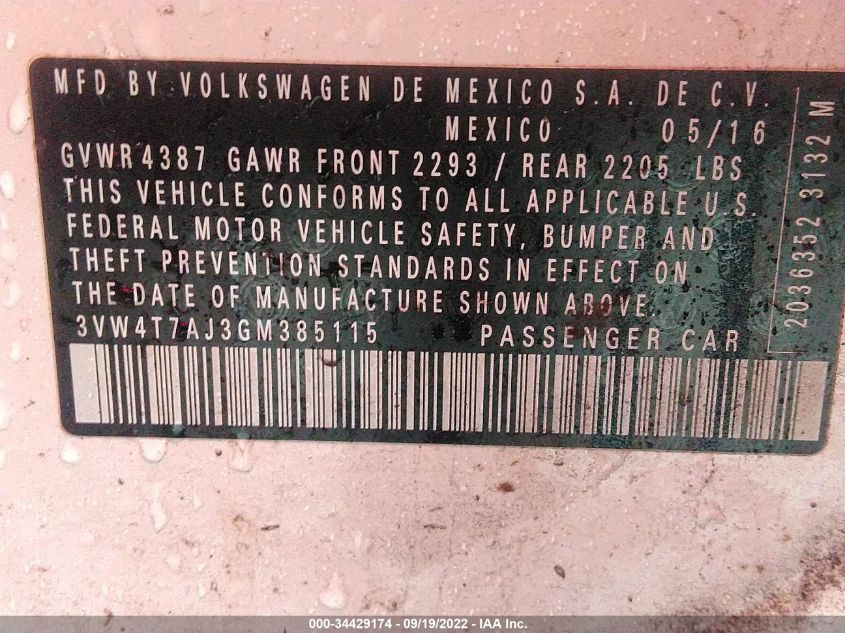 MFD BY VOLKSWAGEN DE MEXICO S.A. DE C.V.
MEXICO 05/16
GVWR 4387 GAWR FRONT 2293 / REAR 2205 LBS
THIS VEHICLE CONFORMS TO ALL APPLICABLE U S.
FEDERAL MOTOR VEHICLE SAFETY, BUMPER AND
THEFT PREVENTION STANDARDS IN EFFECT ON
THE DATE OF MANUFACTURE SHOWN ABOVE.
3VW4T7AJ3GM385115 PASSENGER CAR
2036352 3132 M
000-34429174 - 09/19/2022 - IAA Inc.